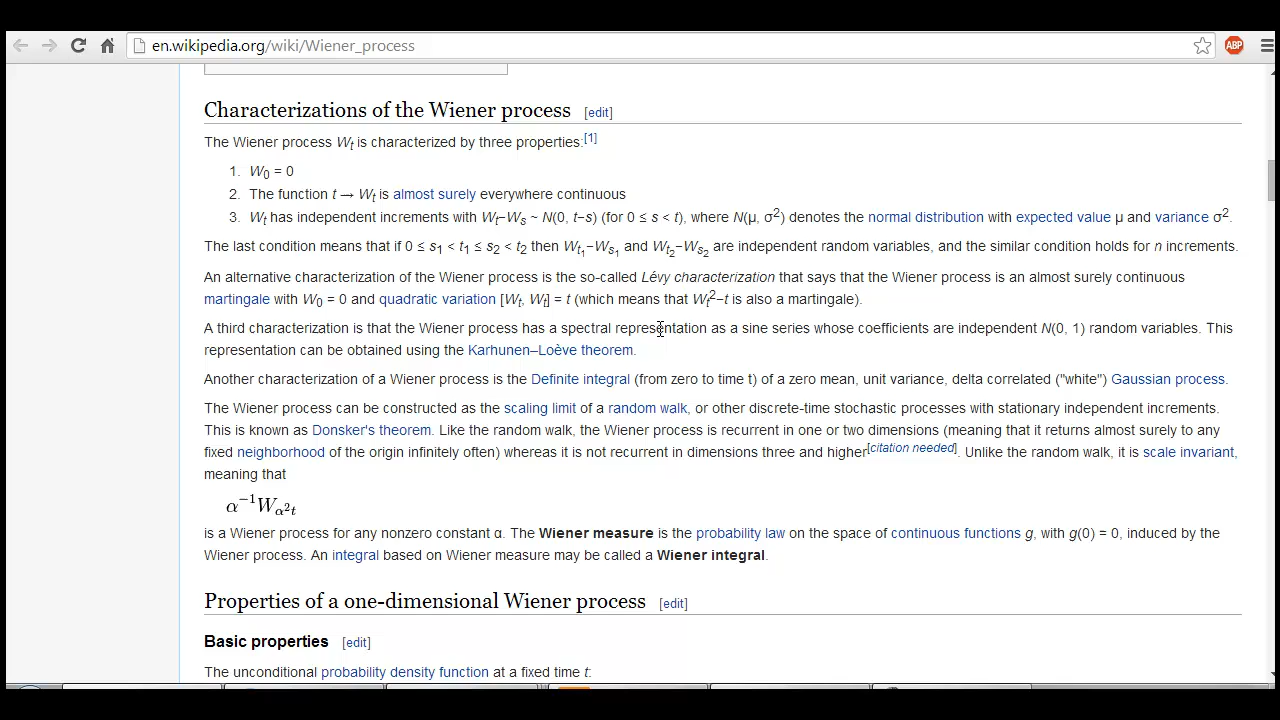 en.wikipedia.org/wiki/Wiener_process
ABP
Characterizations of the Wiener process [edit]
The Wiener process Wt is characterized by three properties:[1]
1. W0 = 0
2. The function t → Wt is almost surely everywhere continuous
3. Wt has independent increments with Wt−Ws ~ N(0, t−s) (for 0 ≤ s < t), where N(μ, σ²) denotes the normal distribution with expected value μ and variance σ².
The last condition means that if 0 ≤ s1 < t1 ≤ s2 < t2 then Wt1−Ws1 and Wt2−Ws2 are independent random variables, and the similar condition holds for n increments.
An alternative characterization of the Wiener process is the so-called Lévy characterization that says that the Wiener process is an almost surely continuous
martingale with W0 = 0 and quadratic variation [Wt, Wt] = t (which means that Wt²−t is also a martingale).
A third characterization is that the Wiener process has a spectral representation as a sine series whose coefficients are independent N(0, 1) random variables. This
representation can be obtained using the Karhunen–Loève theorem.
Another characterization of a Wiener process is the Definite integral (from zero to time t) of a zero mean, unit variance, delta correlated ("white") Gaussian process.
The Wiener process can be constructed as the scaling limit of a random walk, or other discrete-time stochastic processes with stationary independent increments.
This is known as Donsker's theorem. Like the random walk, the Wiener process is recurrent in one or two dimensions (meaning that it returns almost surely to any
fixed neighborhood of the origin infinitely often) whereas it is not recurrent in dimensions three and higher[citation needed]. Unlike the random walk, it is scale invariant,
meaning that
α⁻¹Wα²t
is a Wiener process for any nonzero constant α. The Wiener measure is the probability law on the space of continuous functions g, with g(0) = 0, induced by the
Wiener process. An integral based on Wiener measure may be called a Wiener integral.
Properties of a one-dimensional Wiener process [edit]
Basic properties [edit]
The unconditional probability density function at a fixed time t: